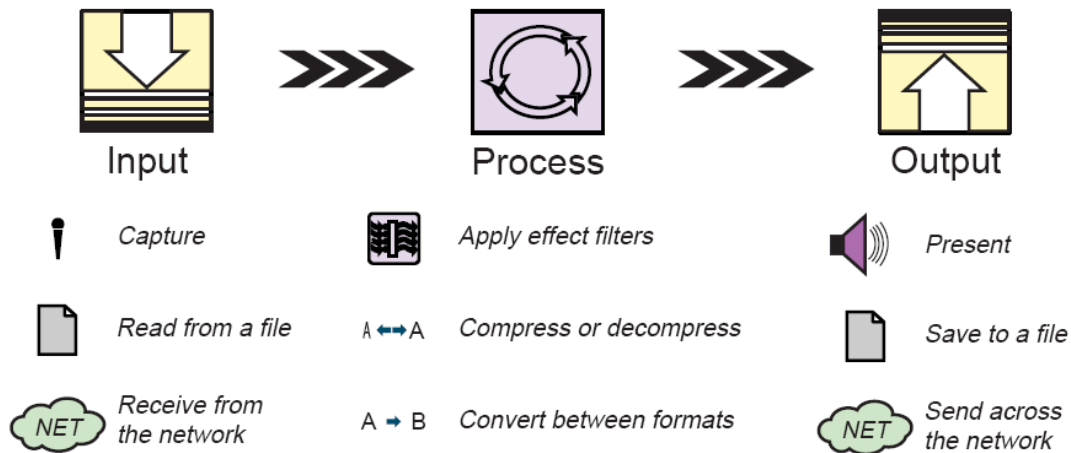 Input
Process
Output
Capture
Apply effect filters
Present
Read from a file
A A
Compress or decompress
Save to a file
NET
Receive from
the network
A B
Convert between formats
NET
Send across
the network